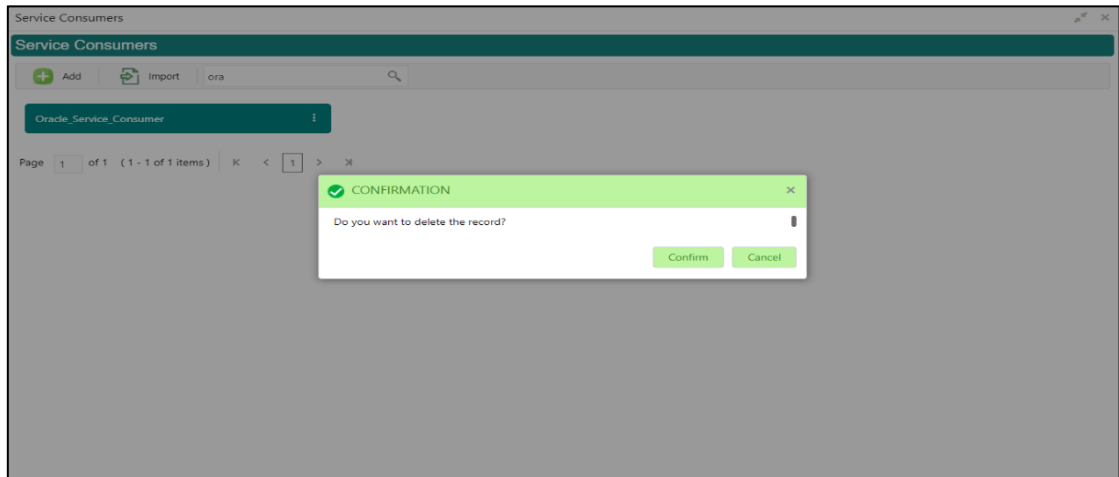 Service Consumers
Service Consumers
Add Import ora
Oracle_Service_Consumer
Page 1 of 1 (1 - 1 of 1 items) K < 1 > >|
CONFIRMATION ×
Do you want to delete the record?
Confirm Cancel